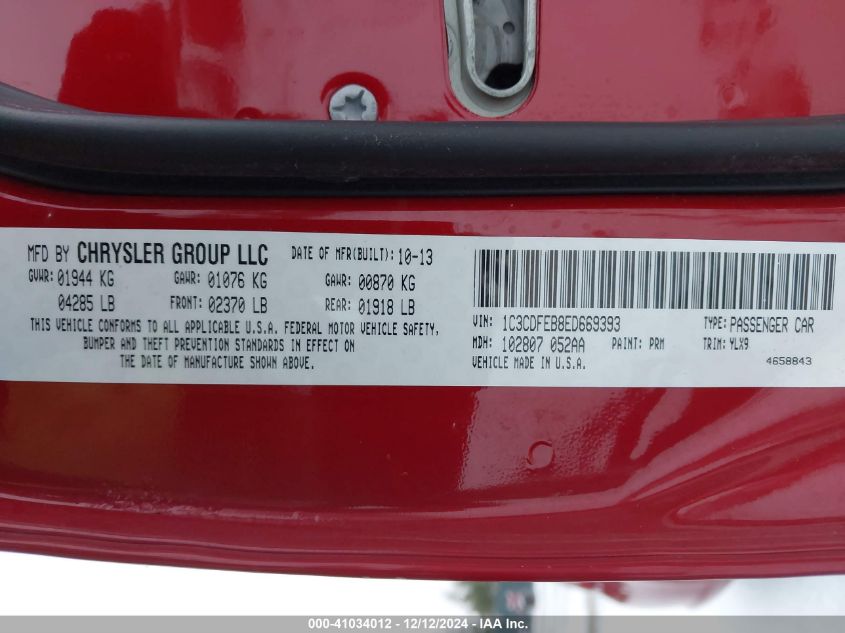 MFD BY CHRYSLER GROUP LLC DATE OF MFR(BUILT): 10-13
GVWR: 01944 KG GAWR: 01076 KG GAWR: 00870 KG
04285 LB FRONT: 02370 LB REAR: 01918 LB
THIS VEHICLE CONFORMS TO ALL APPLICABLE U.S.A. FEDERAL MOTOR VEHICLE SAFETY,
BUMPER AND THEFT PREVENTION STANDARDS IN EFFECT ON
THE DATE OF MANUFACTURE SHOWN ABOVE.
VIN: 1C3CDFEB8ED669393 TYPE: PASSENGER CAR
MDH: 102807 052AA PAINT: PRM TRIM: YLX9
VEHICLE MADE IN U.S.A. 4658843
000-41034012 - 12/12/2024 - IAA Inc.